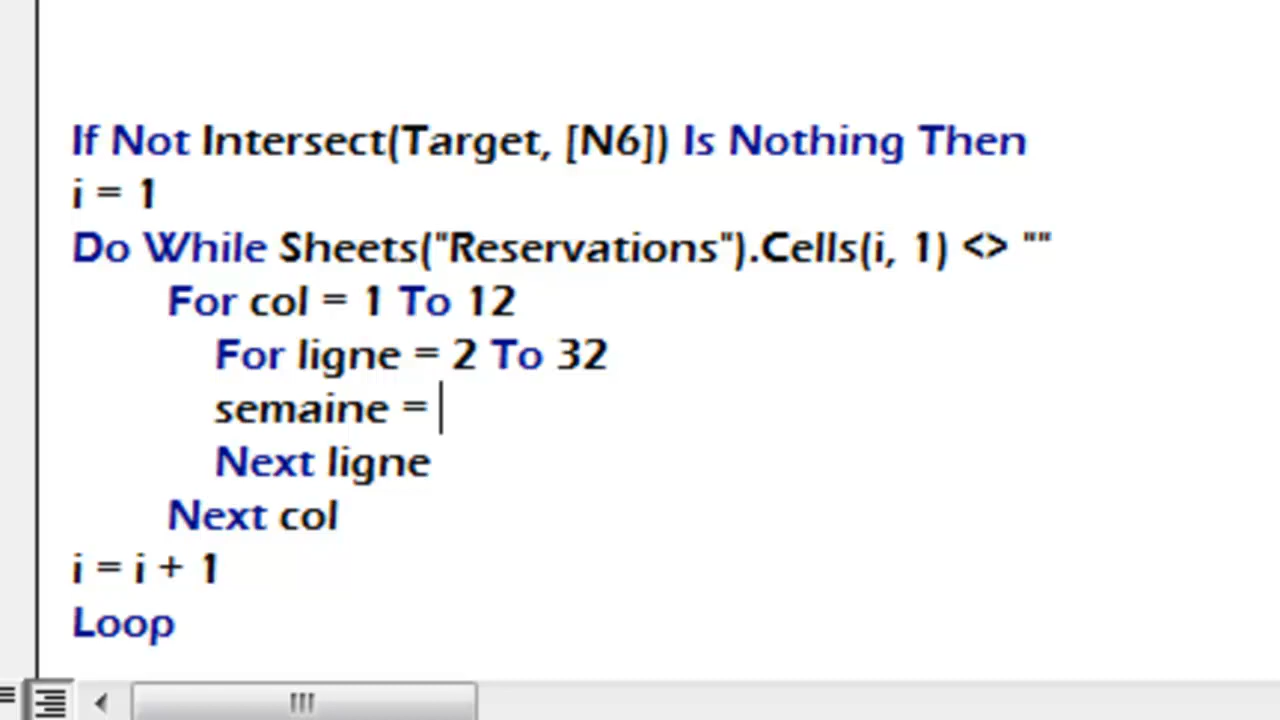 If Not Intersect(Target, [N6]) Is Nothing Then
i = 1
Do While Sheets("Reservations").Cells(i, 1) <> ""
For col = 1 To 12
For ligne = 2 To 32
semaine =
Next ligne
Next col
i = i + 1
Loop